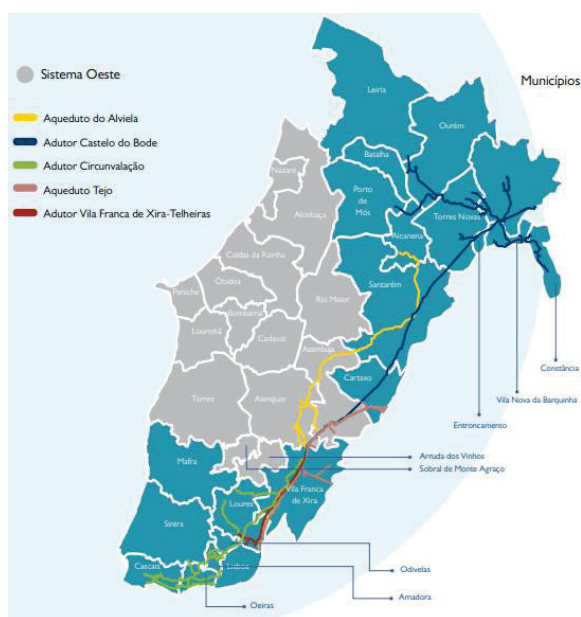 Sistema Oeste
Municípios
Aqueduto do Alviela
Adutor Castelo do Bode
Adutor Circunvalação
Aqueduto Tejo
Adutor Vila Franca de Xira-Telheiras
Leiria
Ourém
Batalha
Nazaré
Porto
de
Mós
Torres Novas
Alcobaça
Alcanena
Caldas da Rainha
Santarém
Peniche
Óbidos
Rio Maior
Bombarral
Lourinhã
Cadaval
Azambuja
Constância
Cartaxo
Vila Nova da Barquinha
Torres
Alenquer
Entroncamento
Arruda dos Vinhos
Sobral de Monte Agraço
Mafra
Vila Franca
de Xira
Loures
Sintra
Odivelas
Cascais
Lisboa
Amadora
Oeiras